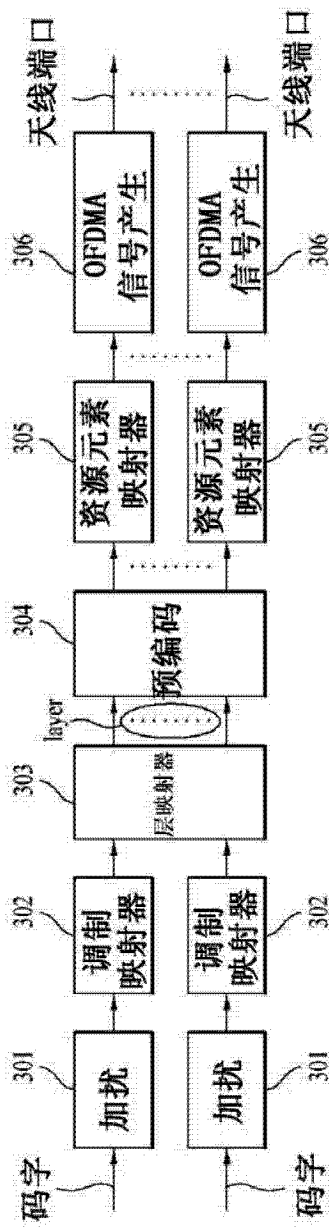 码字
301
加扰
302
调制
映射器
303
层映射器
layer
304
预编码
305
资源元素
映射器
306
OFDMA
信号产生
天线端口
码字
301
加扰
302
调制
映射器
305
资源元素
映射器
306
OFDMA
信号产生
天线端口